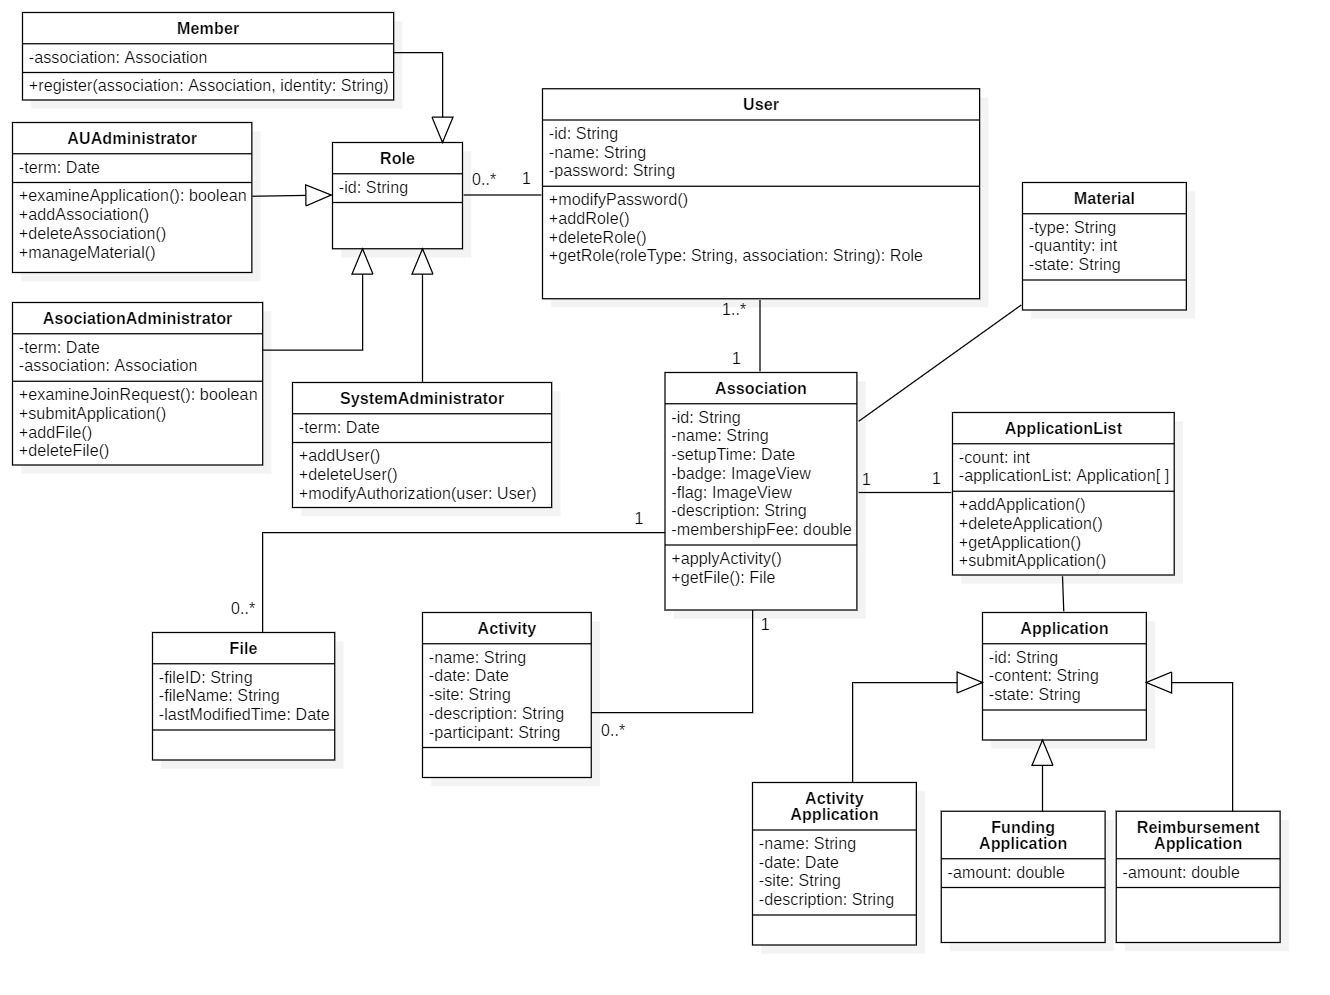 Member
-association: Association
+register(association: Association, identity: String)
AUAdministrator
-term: Date
+examineApplication(): boolean
+addAssociation()
+deleteAssociation()
+manageMaterial()
Role
-id: String
0..*
1
User
-id: String
-name: String
-password: String
+modifyPassword()
+addRole()
+deleteRole()
+getRole(roleType: String, association: String): Role
Material
-type: String
-quantity: int
-state: String
AsociationAdministrator
-term: Date
-association: Association
+examineJoinRequest(): boolean
+submitApplication()
+addFile()
+deleteFile()
SystemAdministrator
-term: Date
+addUser()
+deleteUser()
+modifyAuthorization(user: User)
1..*
1
Association
-id: String
-name: String
-setupTime: Date
-badge: ImageView
-flag: ImageView
-description: String
-membershipFee: double
+applyActivity()
+getFile(): File
1
1
ApplicationList
-count: int
-applicationList: Application[ ]
+addApplication()
+deleteApplication()
+getApplication()
+submitApplication()
1
0..*
File
-fileID: String
-fileName: String
-lastModifiedTime: Date
Activity
-name: String
-date: Date
-site: String
-description: String
-participant: String
1
0..*
Application
-id: String
-content: String
-state: String
Activity
Application
-name: String
-date: Date
-site: String
-description: String
Funding
Application
-amount: double
Reimbursement
Application
-amount: double